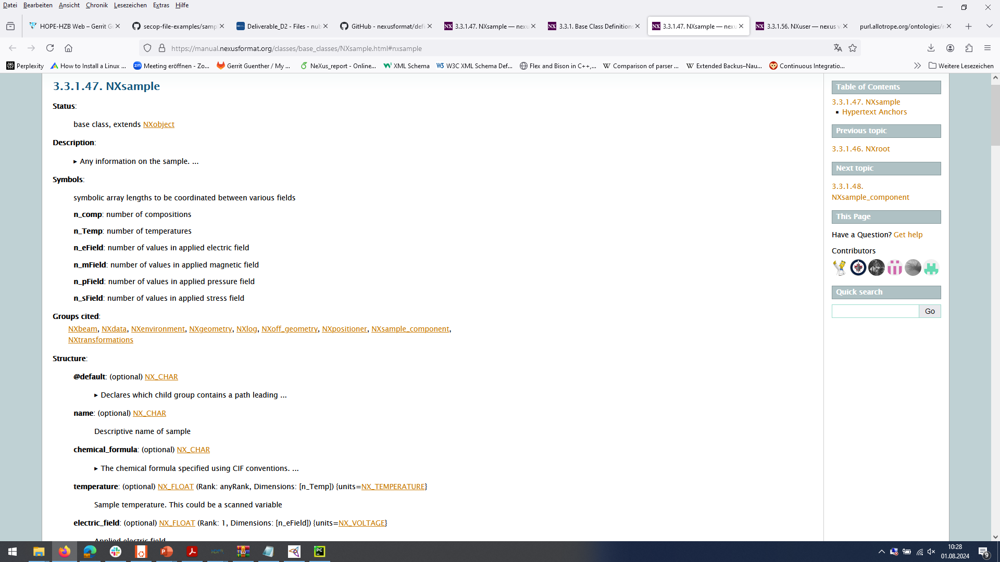 Datei Bearbeiten Ansicht Chronik Lesezeichen Extras Hilfe
HOPE-HZB Web – Gerrit Gu
secop-file-examples/samp
Deliverable_D2 - Files - nub
GitHub - nexusformat/defi
3.3.1.47. NXsample — nexu
3.3.1. Base Class Definitions
3.3.1.47. NXsample — nexu
3.3.1.56. NXuser — nexus v
purl.allotrope.org/ontologies/r
https://manual.nexusformat.org/classes/base_classes/NXsample.html#nxsample
Perplexity
How to Install a Linux ...
Meeting eröffnen - Zo...
Gerrit Guenther / My ...
NeXus_report - Online...
XML Schema
W3C XML Schema Def...
Flex and Bison in C++,...
Comparison of parser ...
Extended Backus–Nau...
Continuous Integratio...
Weitere Lesezeichen
3.3.1.47. NXsample
Status:
base class, extends NXobject
Description:
▸ Any information on the sample. ...
Symbols:
symbolic array lengths to be coordinated between various fields
n_comp: number of compositions
n_Temp: number of temperatures
n_eField: number of values in applied electric field
n_mField: number of values in applied magnetic field
n_pField: number of values in applied pressure field
n_sField: number of values in applied stress field
Groups cited:
NXbeam, NXdata, NXenvironment, NXgeometry, NXlog, NXoff_geometry, NXpositioner, NXsample_component,
NXtransformations
Structure:
@default: (optional) NX_CHAR
▸ Declares which child group contains a path leading ...
name: (optional) NX_CHAR
Descriptive name of sample
chemical_formula: (optional) NX_CHAR
▸ The chemical formula specified using CIF conventions. ...
temperature: (optional) NX_FLOAT (Rank: anyRank, Dimensions: [n_Temp]) {units=NX_TEMPERATURE}
Sample temperature. This could be a scanned variable
electric_field: (optional) NX_FLOAT (Rank: 1, Dimensions: [n_eField]) {units=NX_VOLTAGE}
Applied electric field
Table of Contents
3.3.1.47. NXsample
▪ Hypertext Anchors
Previous topic
3.3.1.46. NXroot
Next topic
3.3.1.48.
NXsample_component
This Page
Have a Question? Get help
Contributors
Quick search
Go
10:28
01.08.2024
9